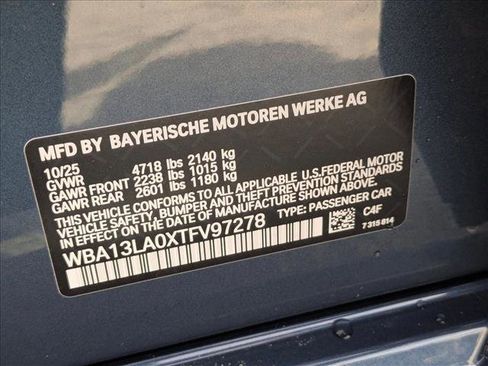 MFD BY BAYERISCHE MOTOREN WERKE AG
10/25
GVWR 4718 lbs 2140 kg
GAWR FRONT 2238 lbs 1015 kg
GAWR REAR 2601 lbs 1180 kg
THIS VEHICLE CONFORMS TO ALL APPLICABLE U.S.FEDERAL MOTOR
VEHICLE SAFETY, BUMPER, AND THEFT PREVENTION STANDARDS
IN EFFECT ON THE DATE OF MANUFACTURE SHOWN ABOVE.
WBA13LA0XTFV97278
TYPE: PASSENGER CAR
C4F
7 315 814